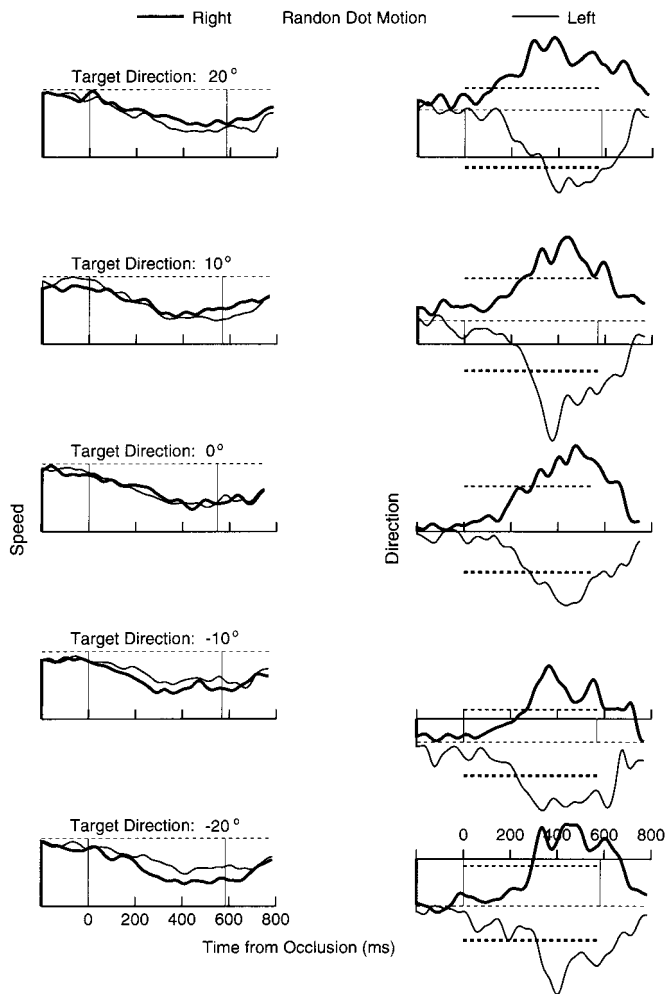 Right Randon Dot Motion Left
Target Direction: 20°
Target Direction: 10°
Target Direction: 0°
Speed
Direction
Target Direction: -10°
Target Direction: -20°
0 200 400 600 800
0 200 400 600 800
Time from Occlusion (ms)